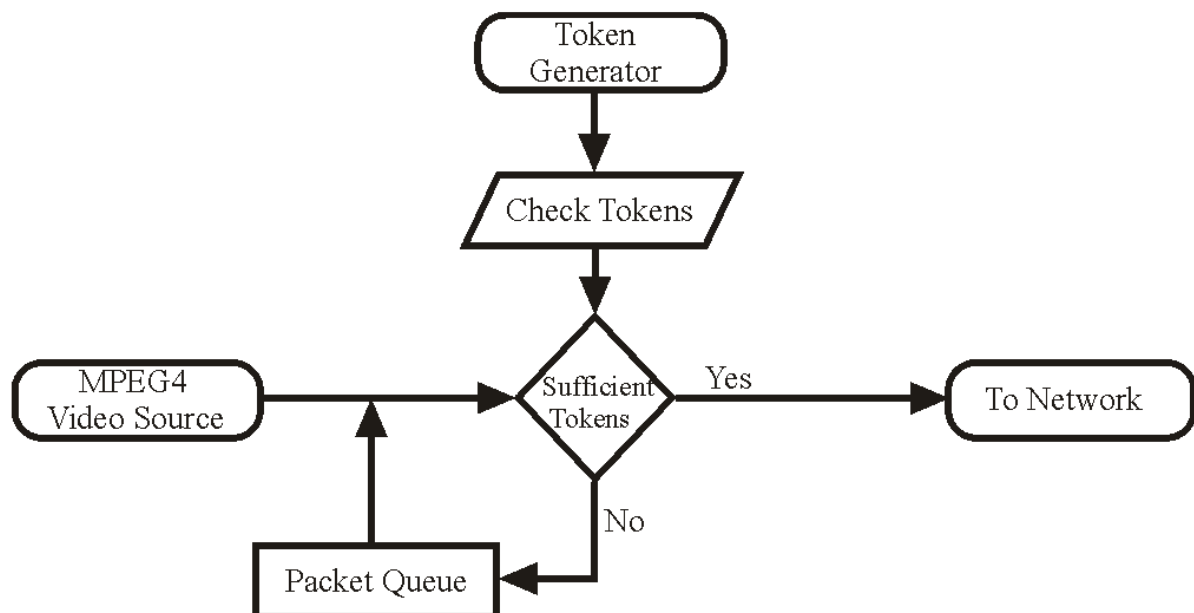 Token
Generator
Check Tokens
MPEG4
Video Source
Sufficient
Tokens
Yes
To Network
No
Packet Queue